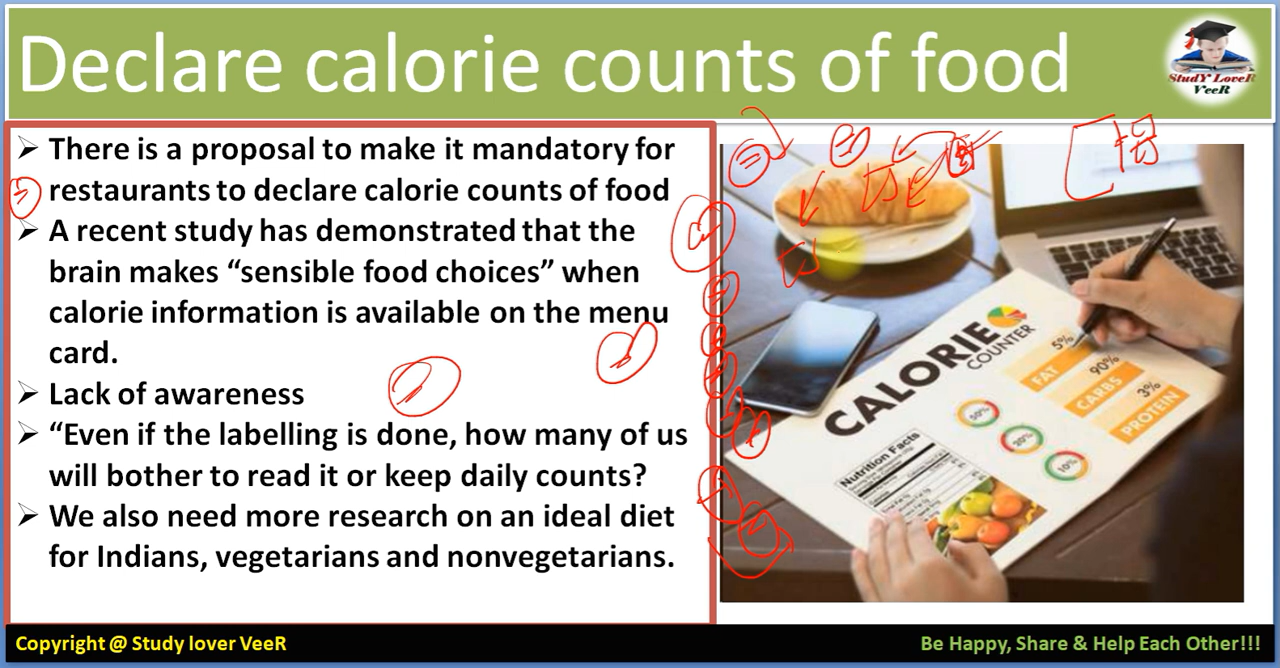 Declare calorie counts of food
StudY LoveR
VeeR
➢ There is a proposal to make it mandatory for
restaurants to declare calorie counts of food
➢ A recent study has demonstrated that the
brain makes “sensible food choices” when
calorie information is available on the menu
card.
➢ Lack of awareness
➢ “Even if the labelling is done, how many of us
will bother to read it or keep daily counts?
➢ We also need more research on an ideal diet
for Indians, vegetarians and nonvegetarians.
CALORIE
COUNTER
5%
FAT
90%
CARBS
3%
PROTEIN
50%
20%
10%
Nutrition Facts
Copyright @ Study lover VeeR
Be Happy, Share & Help Each Other!!!